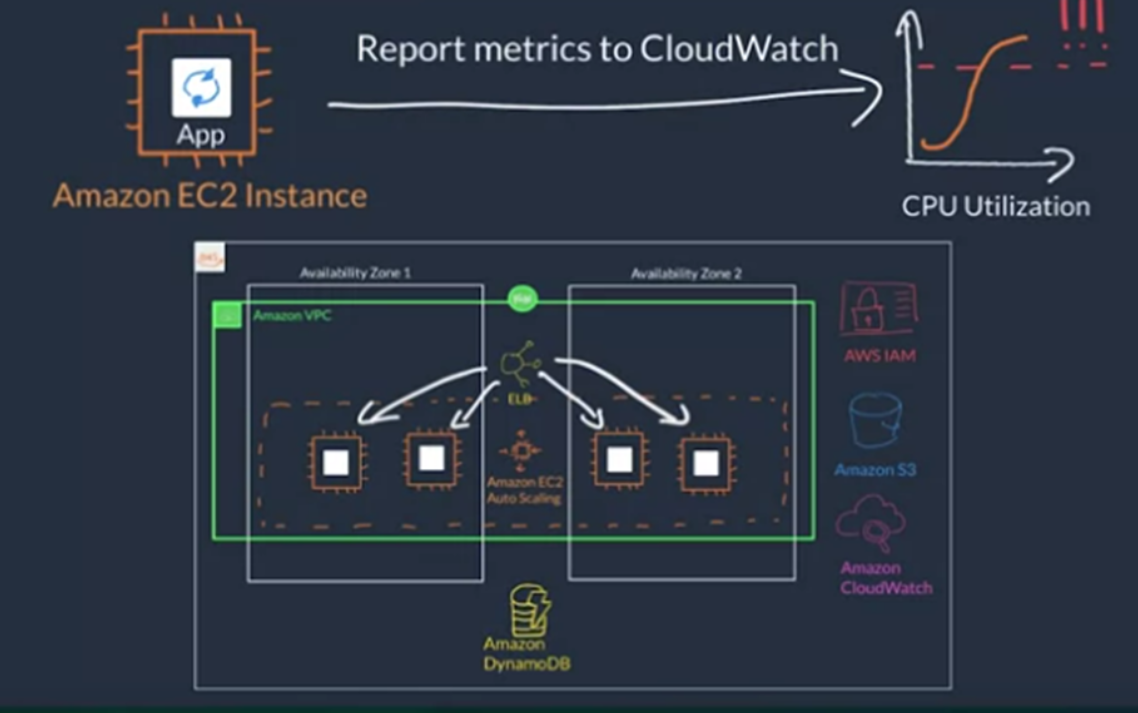 Report metrics to CloudWatch
App
Amazon EC2 Instance
CPU Utilization
Availability Zone 1
Availability Zone 2
Amazon VPC
ELB
Amazon EC2
Auto Scaling
AWS IAM
Amazon S3
Amazon
CloudWatch
Amazon
DynamoDB